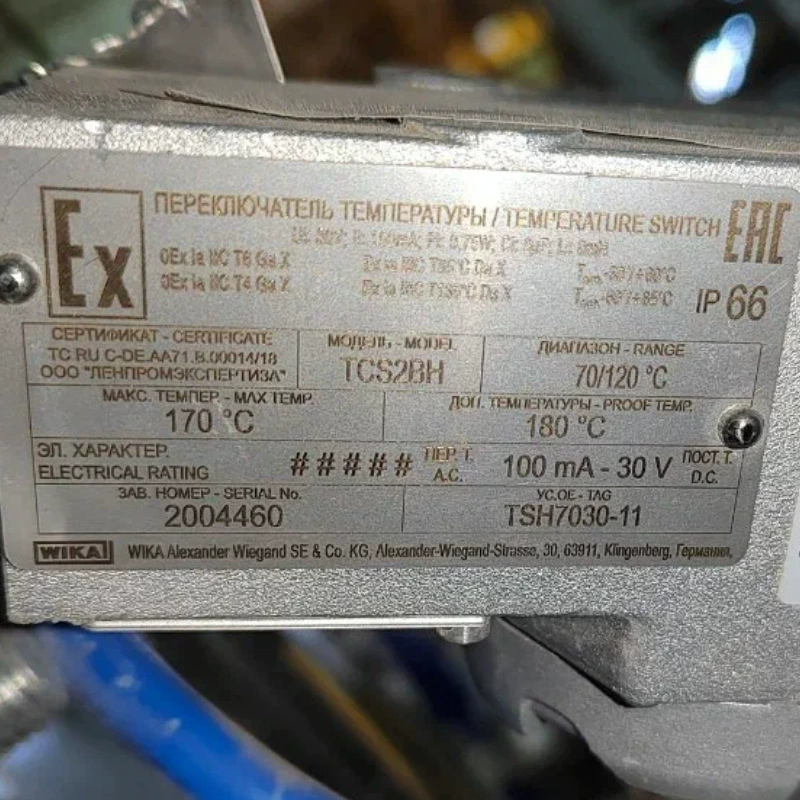 Ex
ПЕРЕКЛЮЧАТЕЛЬ ТЕМПЕРАТУРЫ / TEMPERATURE SWITCH
EAC
0Ex ia IIC T6 Ga X
0Ex ia IIC T4 Ga X
IP 66
СЕРТИФИКАТ - CERTIFICATE
TC RU C-DE.AA71.B.00014/18
ООО "ЛЕНПРОМЭКСПЕРТИЗА"
МОДЕЛЬ - MODEL
TCS2BH
ДИАПАЗОН - RANGE
70/120 °C
МАКС. ТЕМПЕР. - MAX TEMP.
170 °C
ДОП. ТЕМПЕРАТУРЫ - PROOF TEMP.
180 °C
ЭЛ. ХАРАКТЕР.
ELECTRICAL RATING
##### ПЕР. Т. A.C.
100 mA - 30 V ПОСТ. Т. D.C.
ЗАВ. НОМЕР - SERIAL No.
2004460
УС.ОЕ - TAG
TSH7030-11
WIKA WIKA Alexander Wiegand SE & Co. KG, Alexander-Wiegand-Strasse, 30, 63911, Klingenberg, Германия,